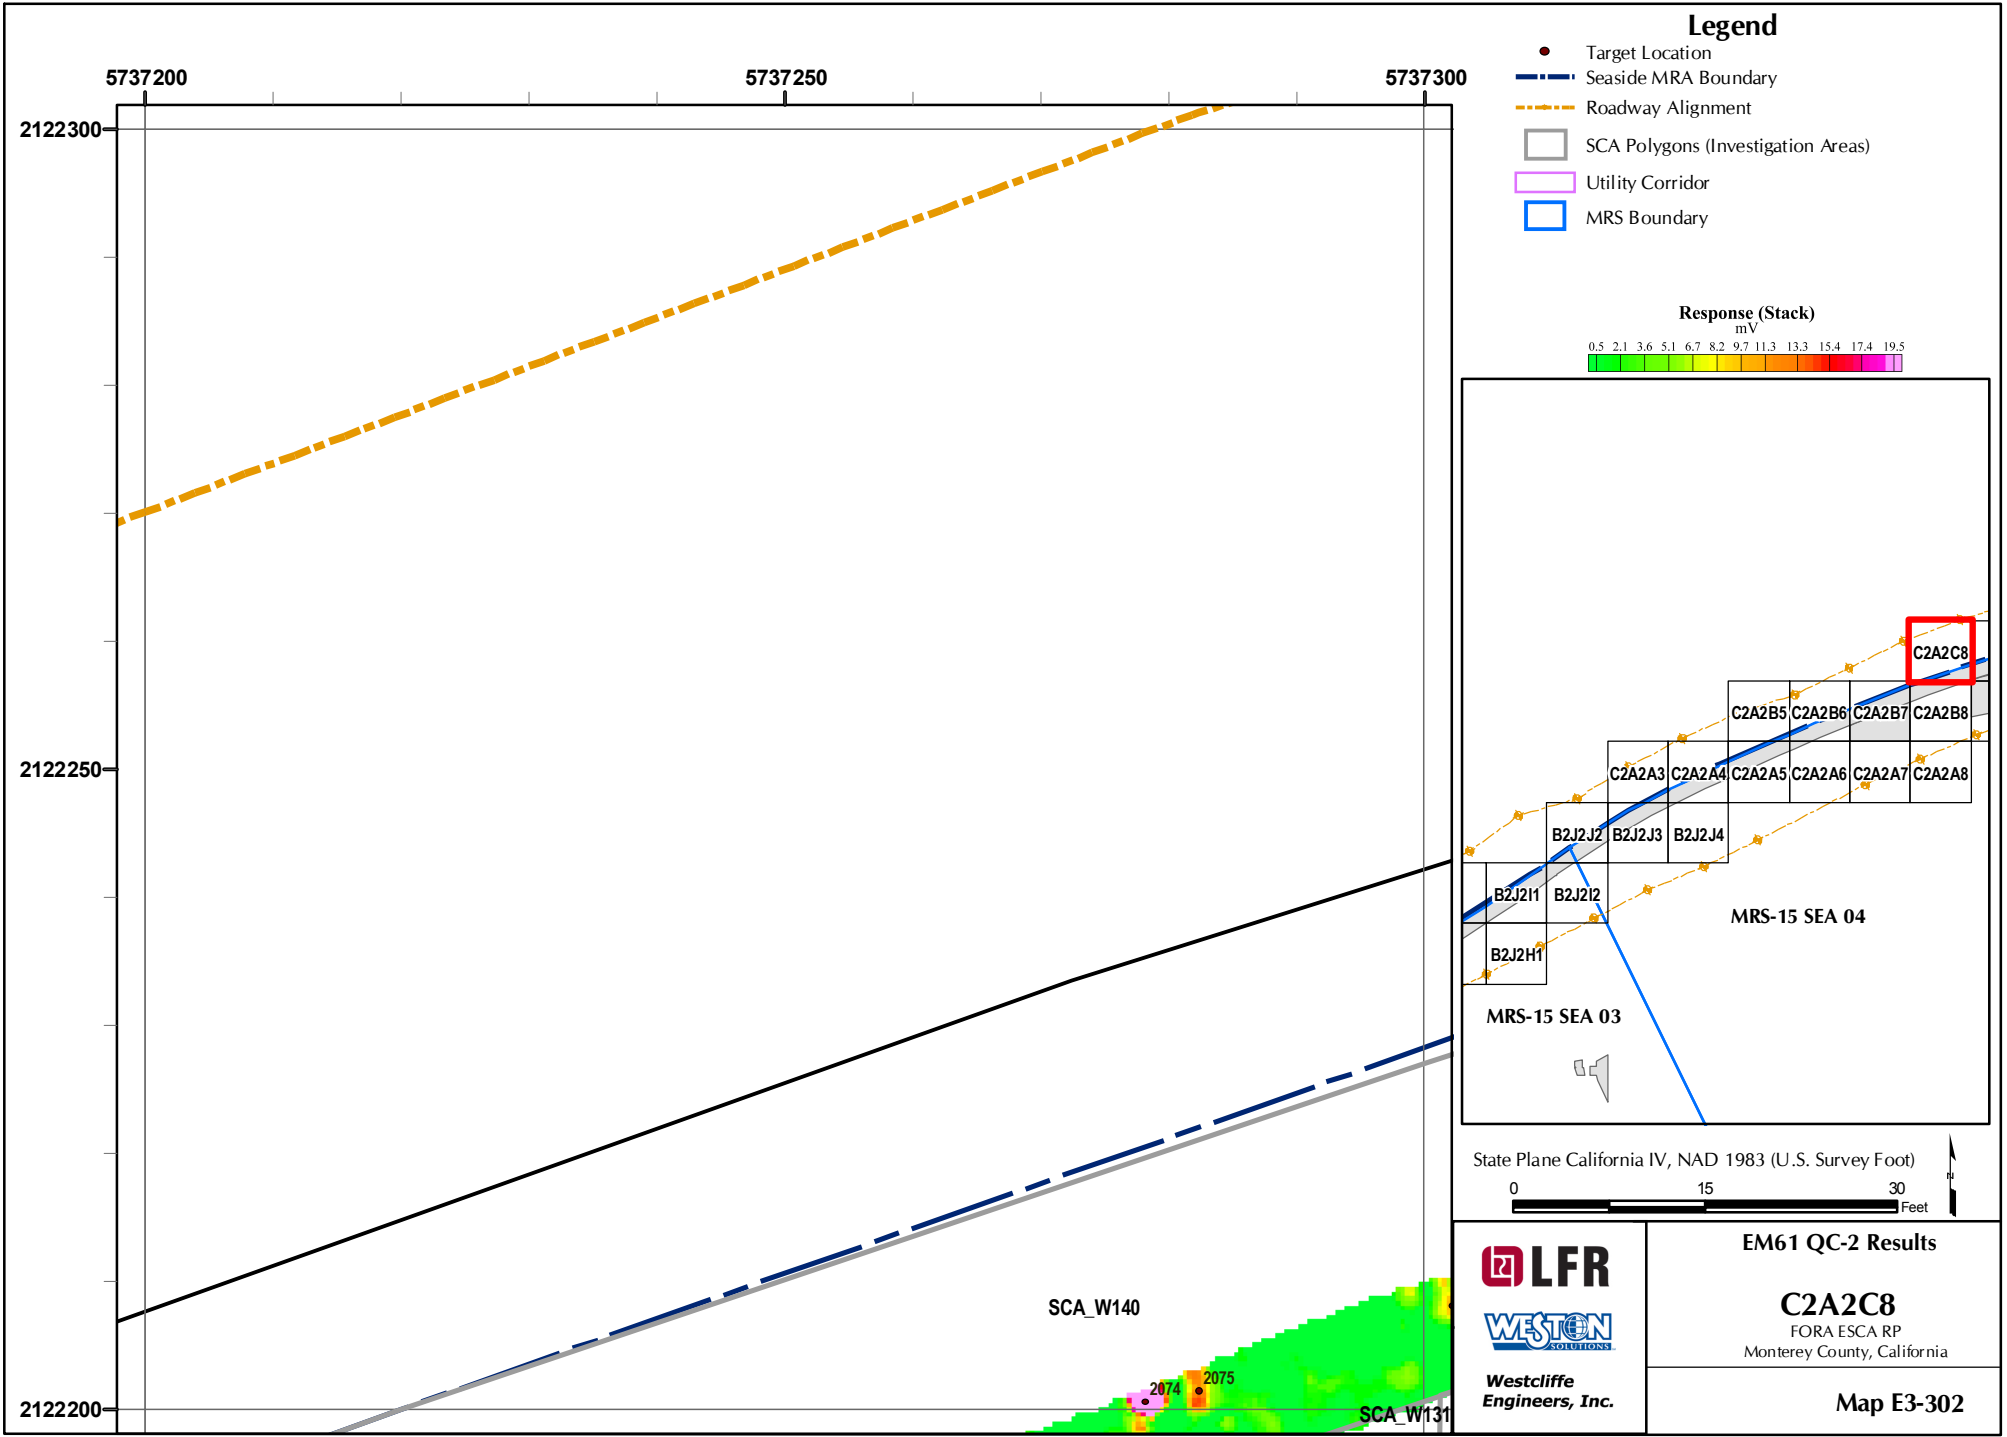 Legend
Target Location
Seaside MRA Boundary
Roadway Alignment
SCA Polygons (Investigation Areas)
Utility Corridor
MRS Boundary
5737200 5737250 5737300
2122300
2122250
2122200
SCA_W140
2074
2075
SCA_W131
Response (Stack)
mV
0.5 2.1 3.6 5.1 6.7 8.2 9.7 11.3 13.3 15.4 17.4 19.5
C2A2C8
C2A2B5 C2A2B6 C2A2B7 C2A2B8
C2A2A3 C2A2A4 C2A2A5 C2A2A6 C2A2A7 C2A2A8
B2J2J2 B2J2J3 B2J2J4
B2J2I1 B2J2I2
MRS-15 SEA 04
B2J2H1
MRS-15 SEA 03
State Plane California IV, NAD 1983 (U.S. Survey Foot)
N
0 15 30
Feet
LFR
WESTON
SOLUTIONS
Westcliffe
Engineers, Inc.
EM61 QC-2 Results
C2A2C8
FORA ESCA RP
Monterey County, California
Map E3-302